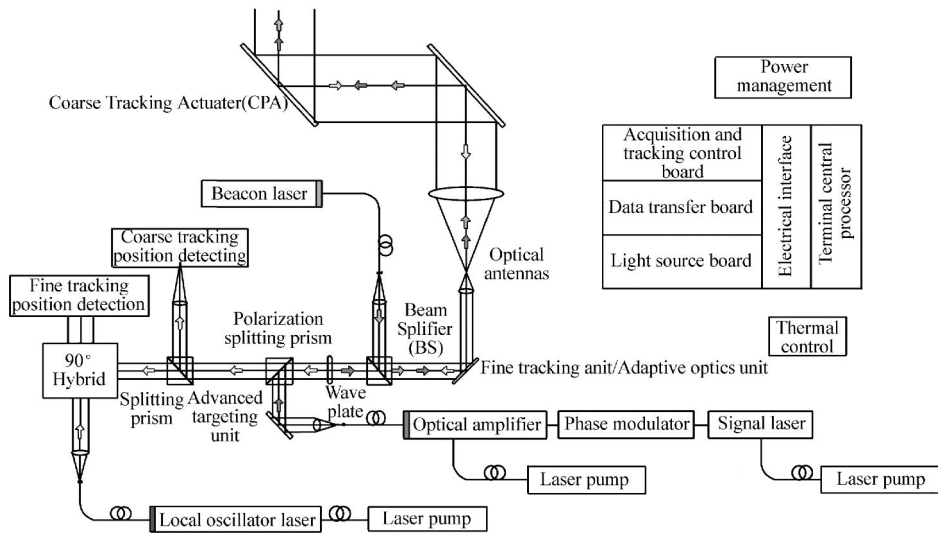 Coarse Tracking Actuater(CPA)
Power
management
Acquisition and
tracking control
board
Data transfer board
Light source board
Electrical interface
Terminal central
processor
Beacon laser
Coarse tracking
position detecting
Optical
antennas
Fine tracking
position detection
Polarization
splitting prism
Beam
Splifier
(BS)
Thermal
control
90°
Hybrid
Fine tracking anit/Adaptive optics unit
Splitting
prism
Advanced
targeting
unit
Wave
plate
Optical amplifier
Phase modulator
Signal laser
Laser pump
Laser pump
Local oscillator laser
Laser pump